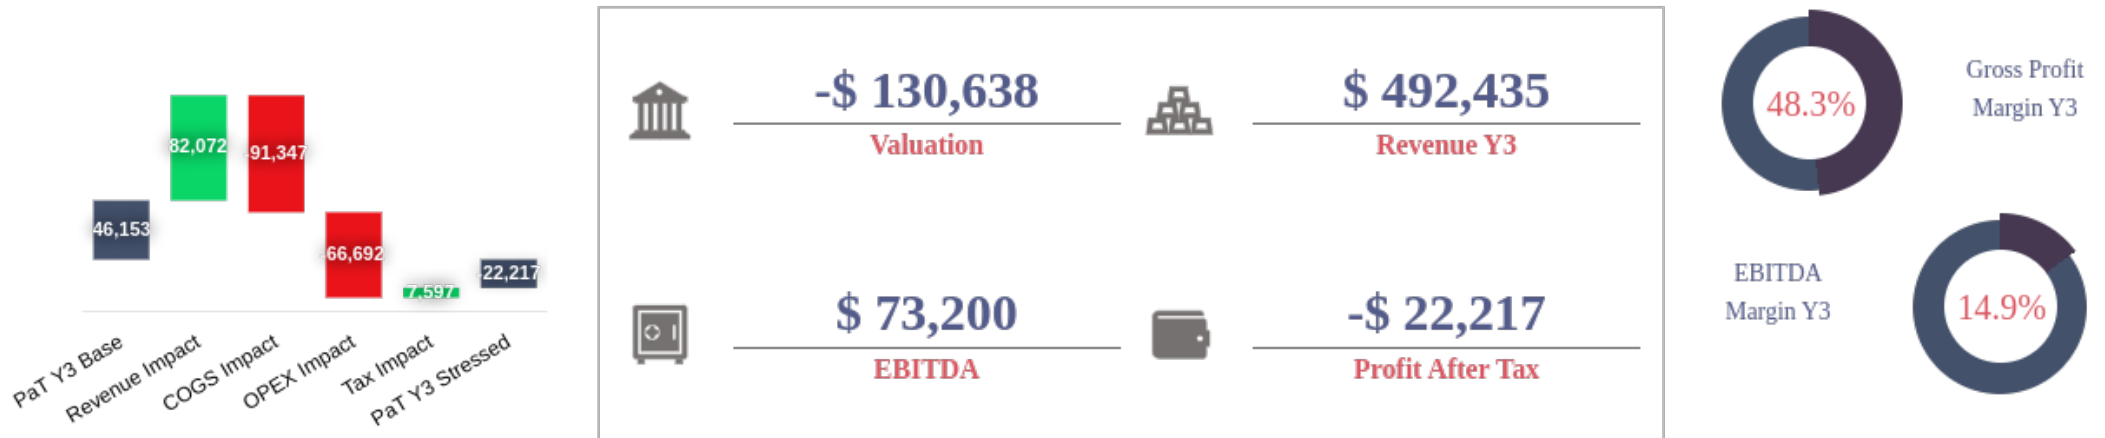 46,153
82,072
-91,347
-66,692
7,597
-22,217
PaT Y3 Base
Revenue Impact
COGS Impact
OPEX Impact
Tax Impact
PaT Y3 Stressed
-$ 130,638
Valuation
$ 492,435
Revenue Y3
$ 73,200
EBITDA
-$ 22,217
Profit After Tax
48.3%
Gross Profit
Margin Y3
EBITDA
Margin Y3
14.9%